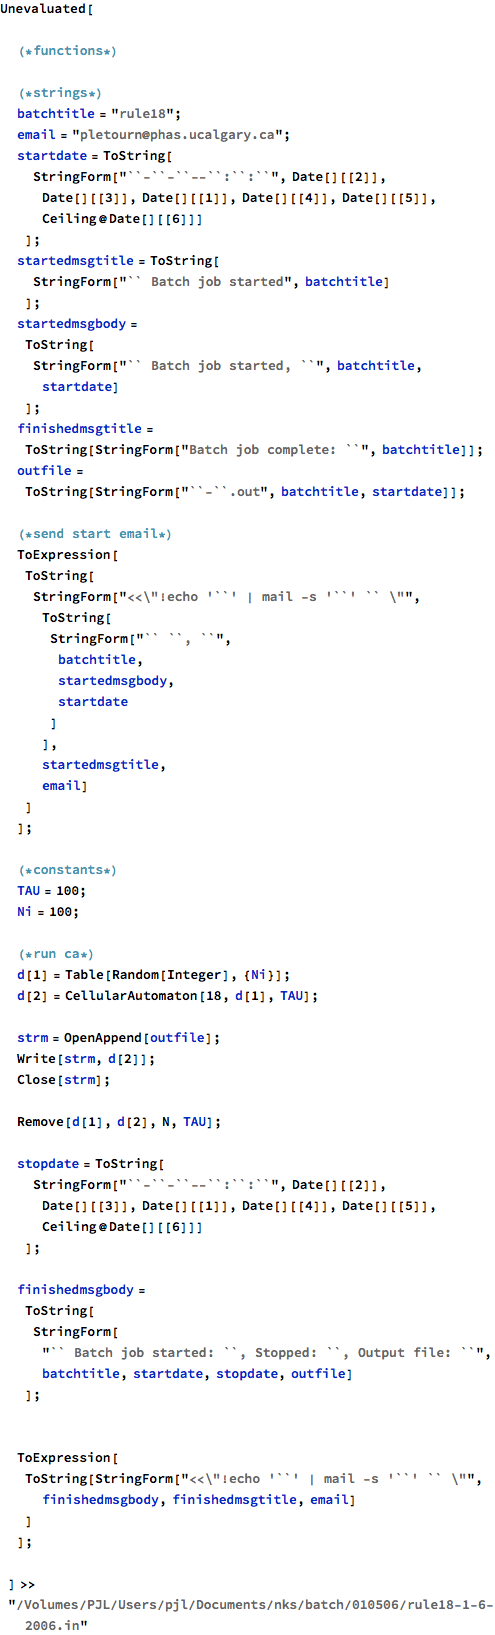 Unevaluated[
(*functions*)
(*strings*)
batchtitle = "rule18";
email = "pletourn@phas.ucalgary.ca";
startdate = ToString[
StringForm["``-``-``--``:``:``", Date[][[2]],
Date[][[3]], Date[][[1]], Date[][[4]], Date[][[5]],
Ceiling@Date[][[6]]]
];
startedmsgtitle = ToString[
StringForm["`` Batch job started", batchtitle]
];
startedmsgbody =
ToString[
StringForm["`` Batch job started, ``", batchtitle,
startdate]
];
finishedmsgtitle =
ToString[StringForm["Batch job complete: ``", batchtitle]];
outfile =
ToString[StringForm["``-``.out", batchtitle, startdate]];
(*send start email*)
ToExpression[
ToString[
StringForm["<<\"!echo '``' | mail -s '``' `` \"",
ToString[
StringForm["`` ``, ``",
batchtitle,
startedmsgbody,
startdate
]
],
startedmsgtitle,
email]
]
];
(*constants*)
TAU = 100;
Ni = 100;
(*run ca*)
d[1] = Table[Random[Integer], {Ni}];
d[2] = CellularAutomaton[18, d[1], TAU];
strm = OpenAppend[outfile];
Write[strm, d[2]];
Close[strm];
Remove[d[1], d[2], N, TAU];
stopdate = ToString[
StringForm["``-``-``--``:``:``", Date[][[2]],
Date[][[3]], Date[][[1]], Date[][[4]], Date[][[5]],
Ceiling@Date[][[6]]]
];
finishedmsgbody =
ToString[
StringForm[
"`` Batch job started: ``, Stopped: ``, Output file: ``",
batchtitle, startdate, stopdate, outfile]
];
ToExpression[
ToString[StringForm["<<\"!echo '``' | mail -s '``' `` \"",
finishedmsgbody, finishedmsgtitle, email]
]
];
] >>
"/Volumes/PJL/Users/pjl/Documents/nks/batch/010506/rule18-1-6-
2006.in"